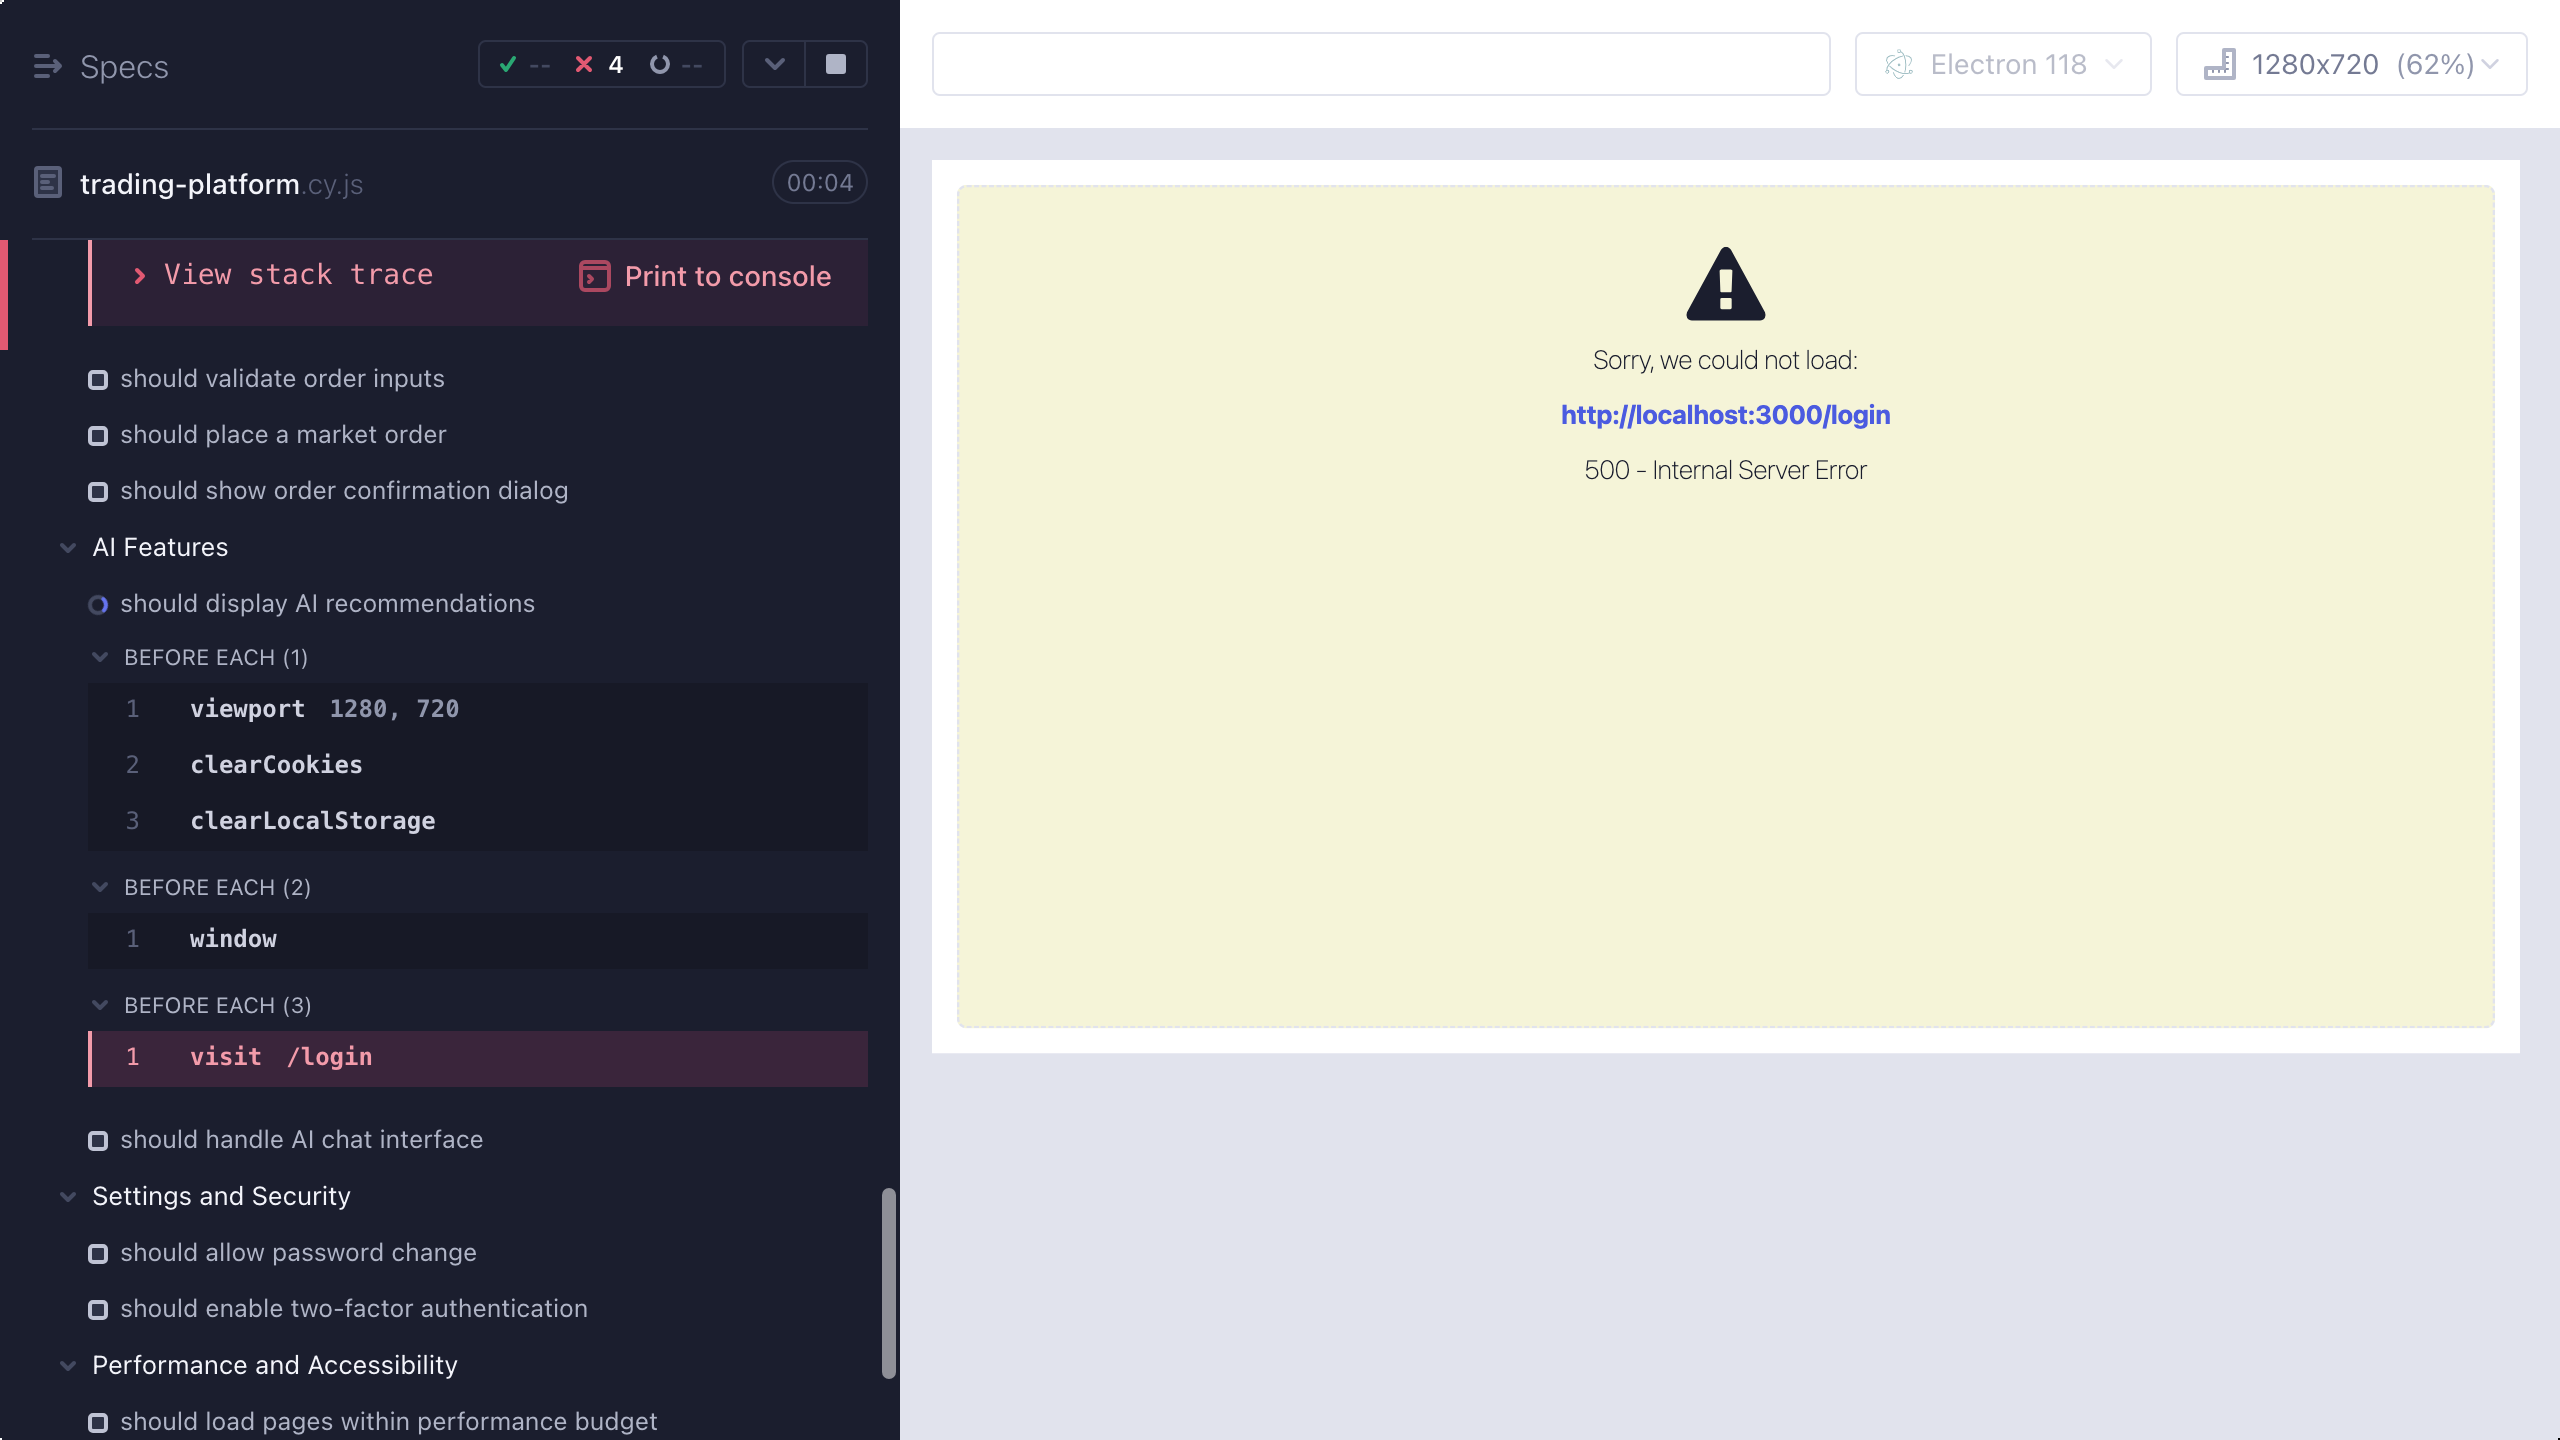 Specs
-- 4 --
trading-platform.cy.js
00:04
View stack trace
Print to console
should validate order inputs
should place a market order
should show order confirmation dialog
AI Features
should display AI recommendations
BEFORE EACH (1)
1 viewport 1280, 720
2 clearCookies
3 clearLocalStorage
BEFORE EACH (2)
1 window
BEFORE EACH (3)
1 visit /login
should handle AI chat interface
Settings and Security
should allow password change
should enable two-factor authentication
Performance and Accessibility
should load pages within performance budget
Electron 118
1280x720 (62%)
Sorry, we could not load:
http://localhost:3000/login
500 - Internal Server Error